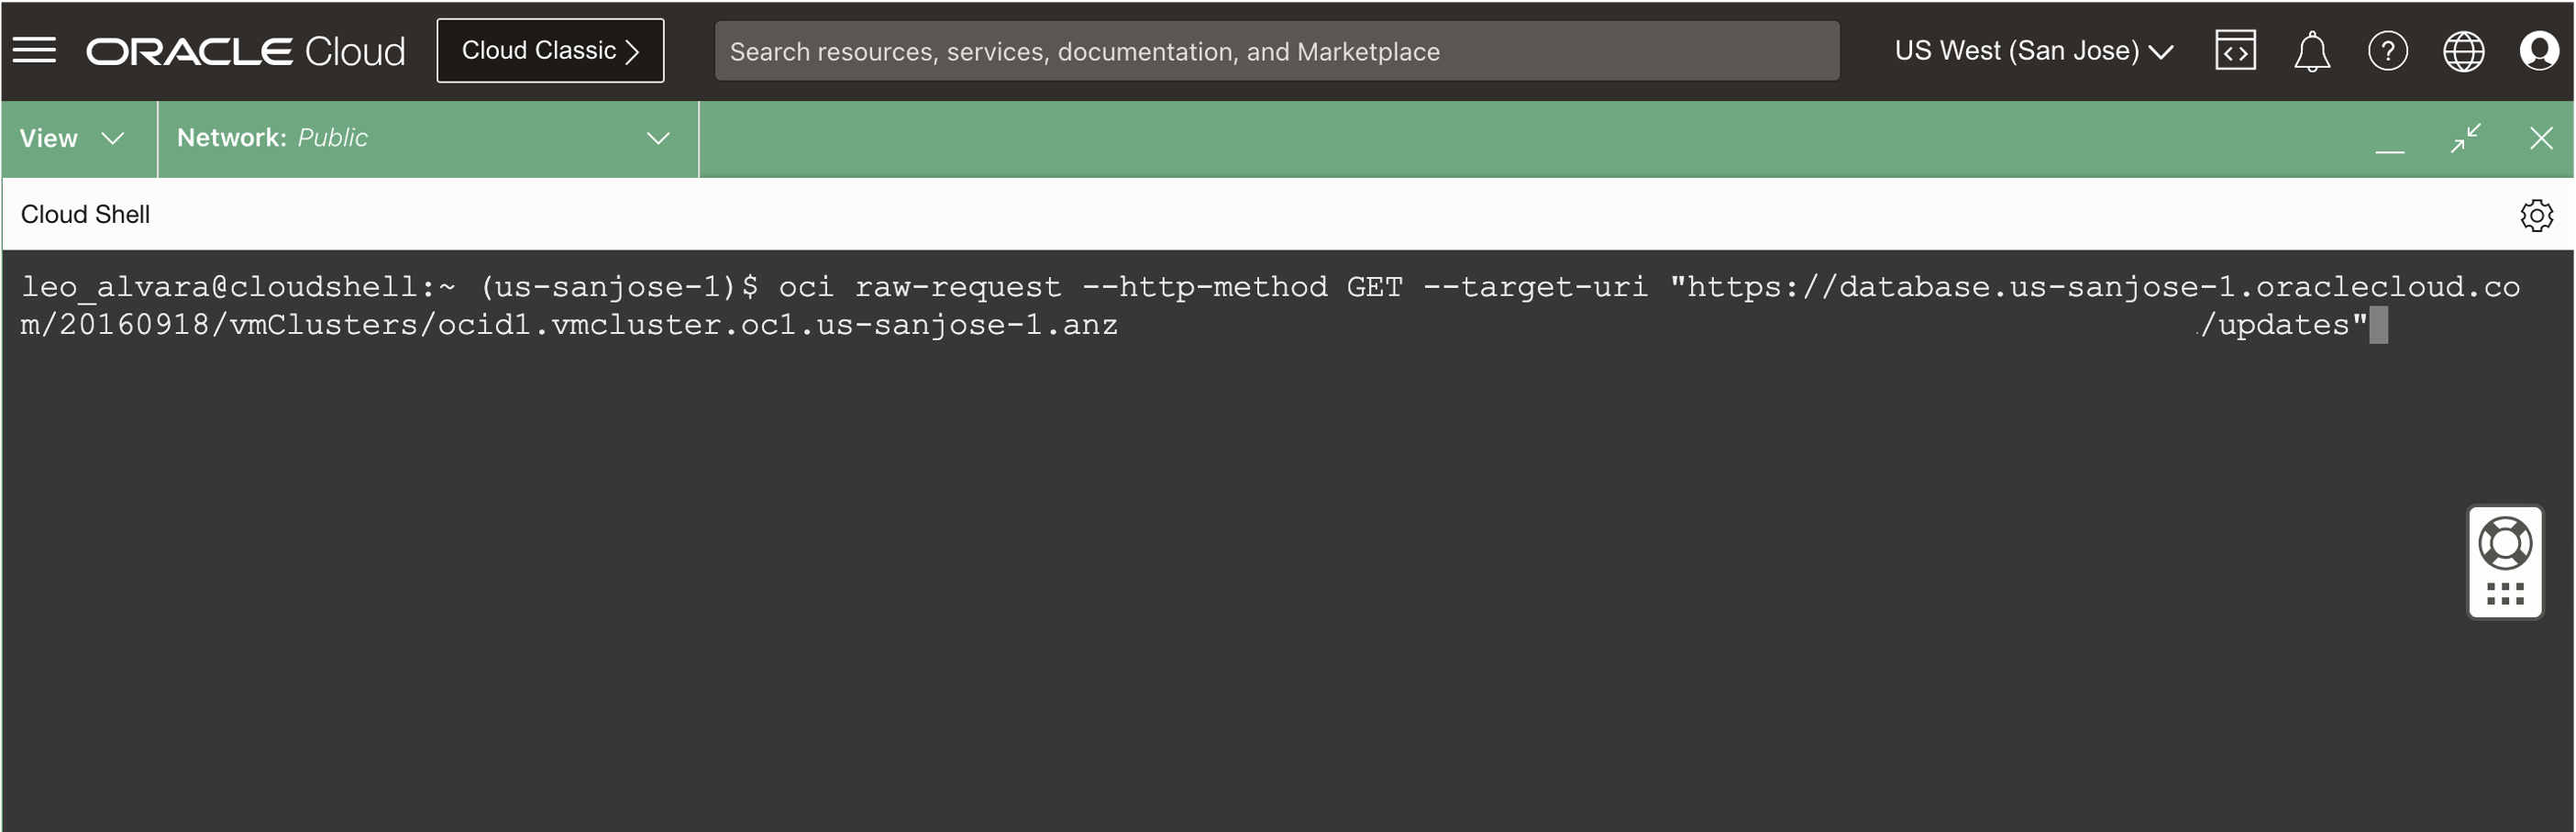 ORACLE Cloud
Cloud Classic
Search resources, services, documentation, and Marketplace
US West (San Jose)
View
Network: Public
Cloud Shell
leo_alvara@cloudshell:~ (us-sanjose-1)$ oci raw-request --http-method GET --target-uri "https://database.us-sanjose-1.oraclecloud.co
m/20160918/vmClusters/ocid1.vmcluster.oc1.us-sanjose-1.anz /updates"